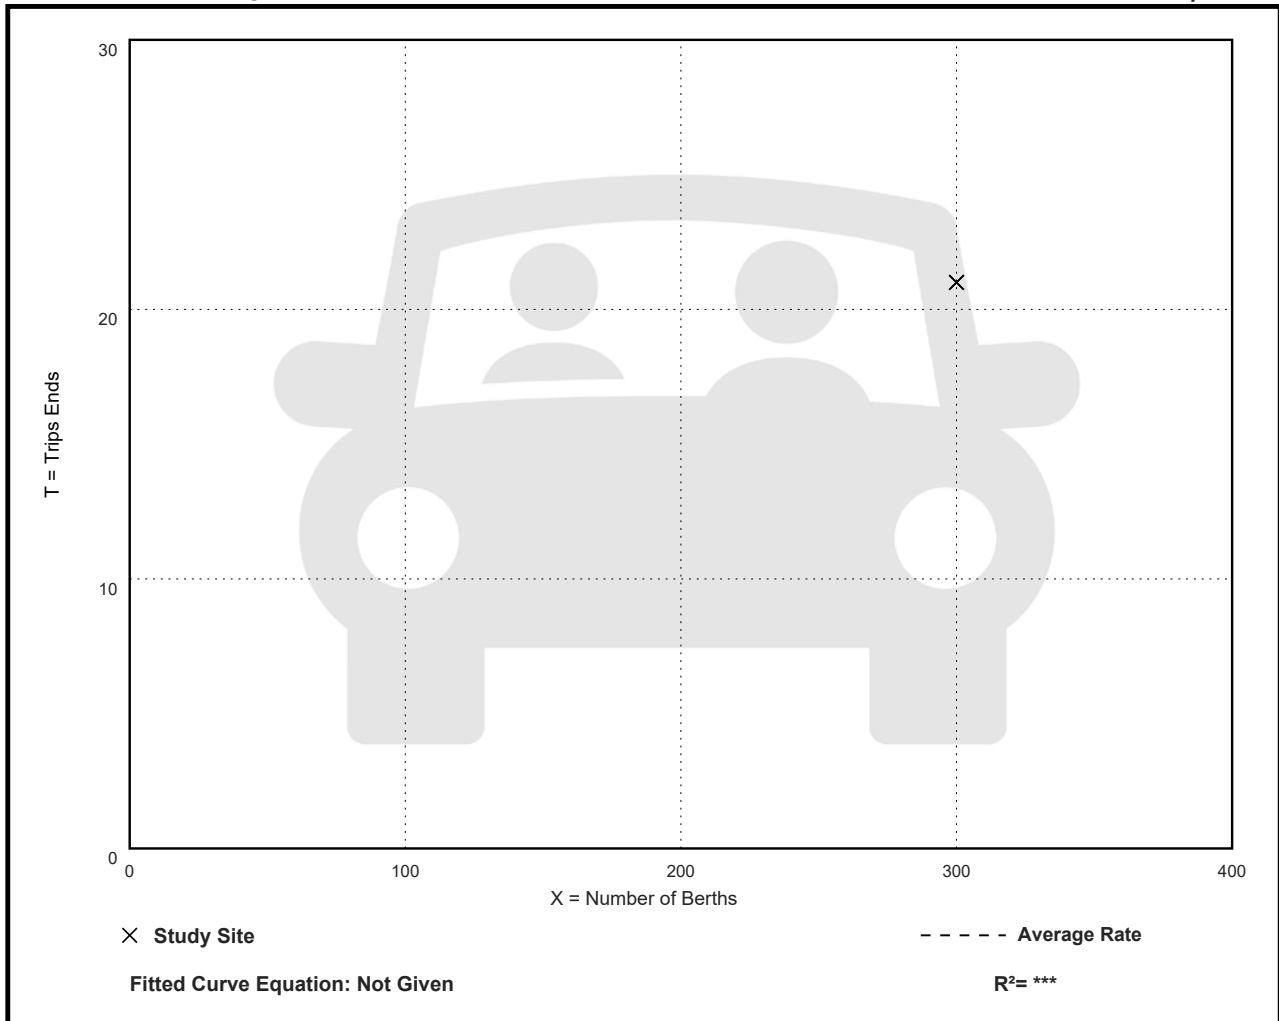 30
20
10
0
T = Trips Ends
0 100 200 300 400
X = Number of Berths
Study Site
Average Rate
Fitted Curve Equation: Not Given
R²= ***